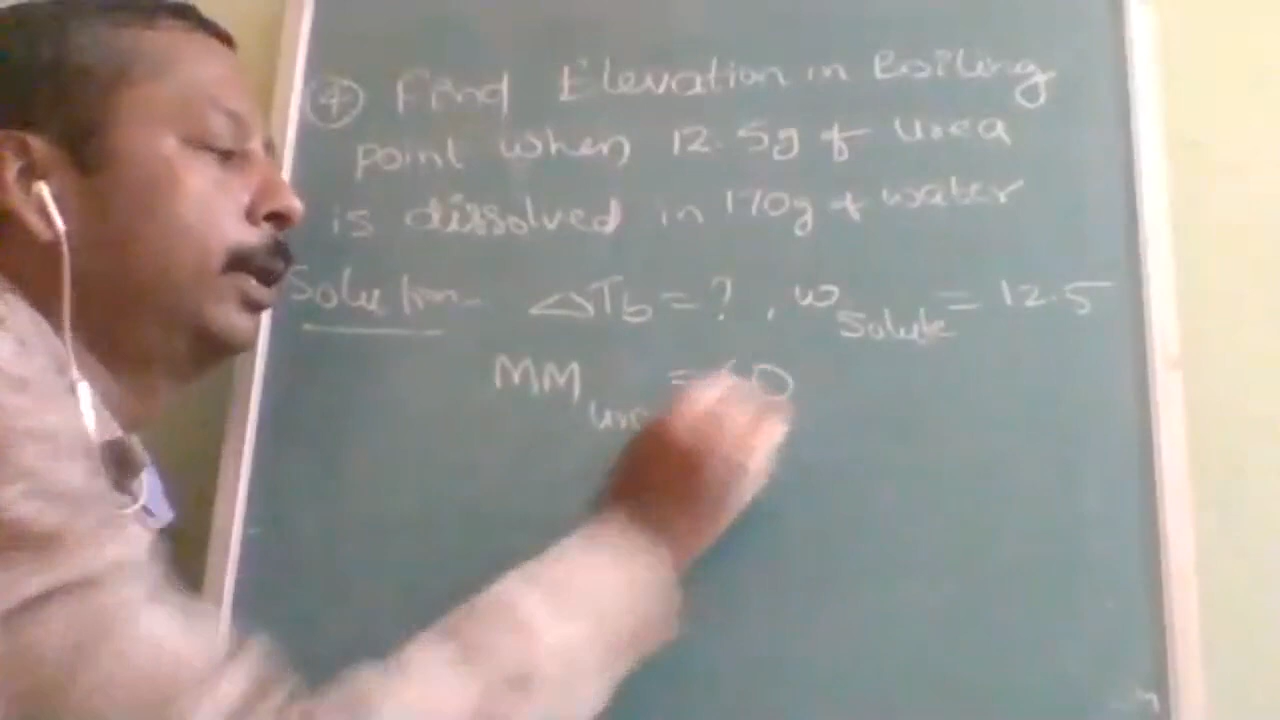 ④ Find Elevation in Boiling
point when 12.5g of urea
is dissolved in 170g of water
Solution- ΔTb = ? , w solute = 12.5
MM = 60